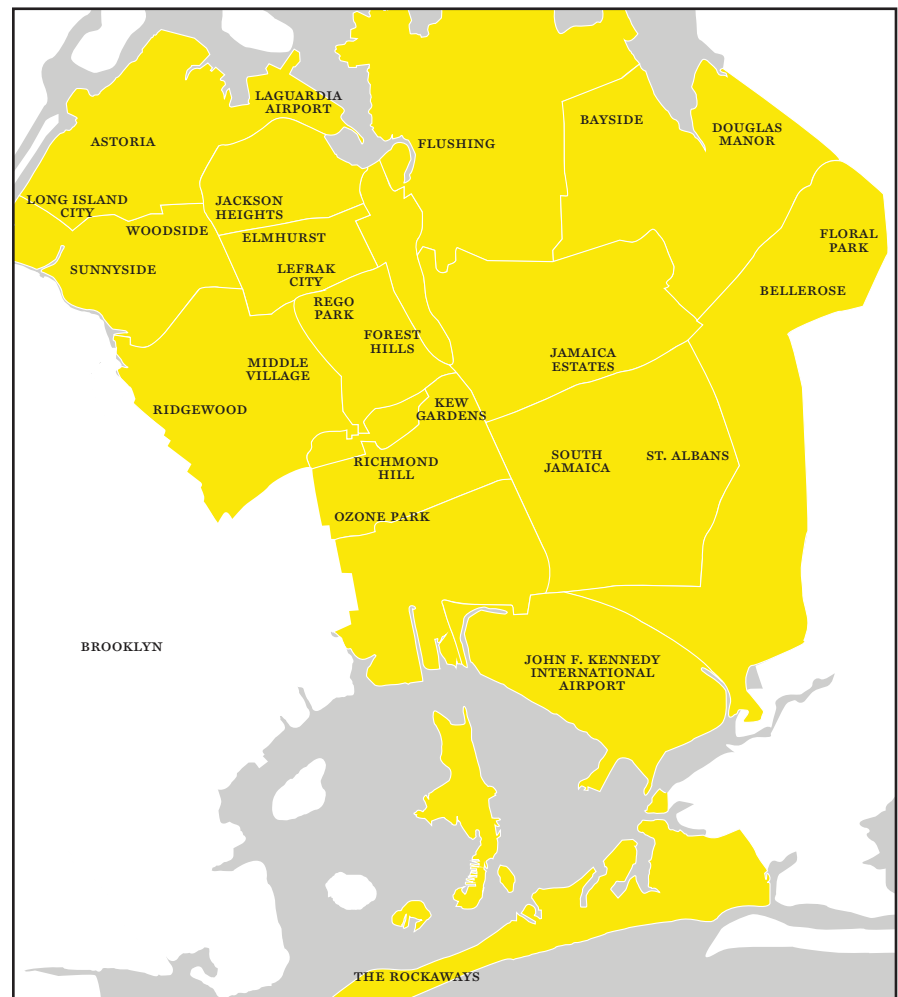 LAGUARDIA
AIRPORT
ASTORIA
FLUSHING
BAYSIDE
DOUGLAS
MANOR
LONG ISLAND
CITY
JACKSON
HEIGHTS
WOODSIDE
ELMHURST
FLORAL
PARK
SUNNYSIDE
LEFRAK
CITY
BELLEROSE
REGO
PARK
FOREST
HILLS
JAMAICA
ESTATES
MIDDLE
VILLAGE
RIDGEWOOD
KEW
GARDENS
RICHMOND
HILL
SOUTH
JAMAICA
ST. ALBANS
OZONE PARK
BROOKLYN
JOHN F. KENNEDY
INTERNATIONAL
AIRPORT
THE ROCKAWAYS